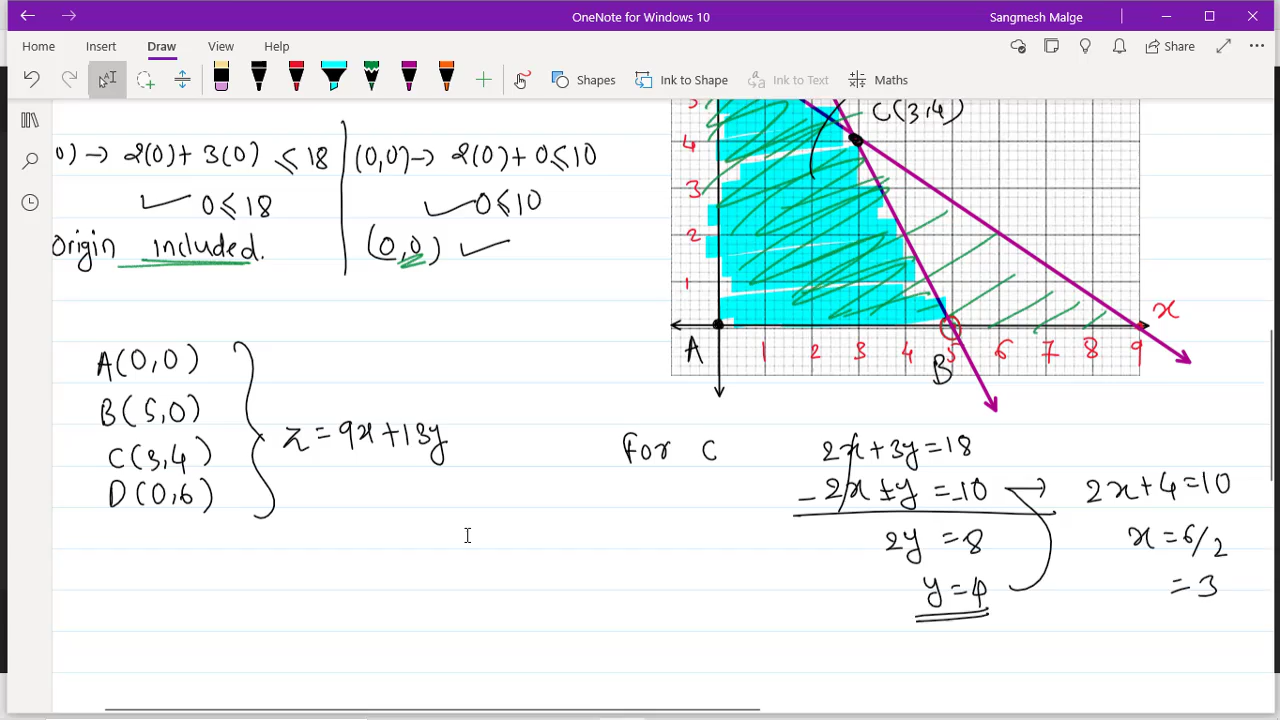 OneNote for Windows 10
Sangmesh Malge
Home Insert Draw View Help
Share
Shapes
Ink to Shape
Ink to Text
Maths
0) → 2(0) + 3(0) ≤ 18
✓ 0 ≤ 18
Origin included.
(0,0) → 2(0) + 0 ≤ 10
✓ 0 ≤ 10
(0,0) ✓
5
4
3
2
1
C(3,4)
x
A 1 2 3 4 5 6 7 8 9
B
A(0,0)
B(5,0)
C(3,4)
D(0,6)
z = 9x + 13y
For C
2x + 3y = 18
- 2x ± y = -10
2y = 8
y = 4
2x + 4 = 10
x = 6/2
= 3